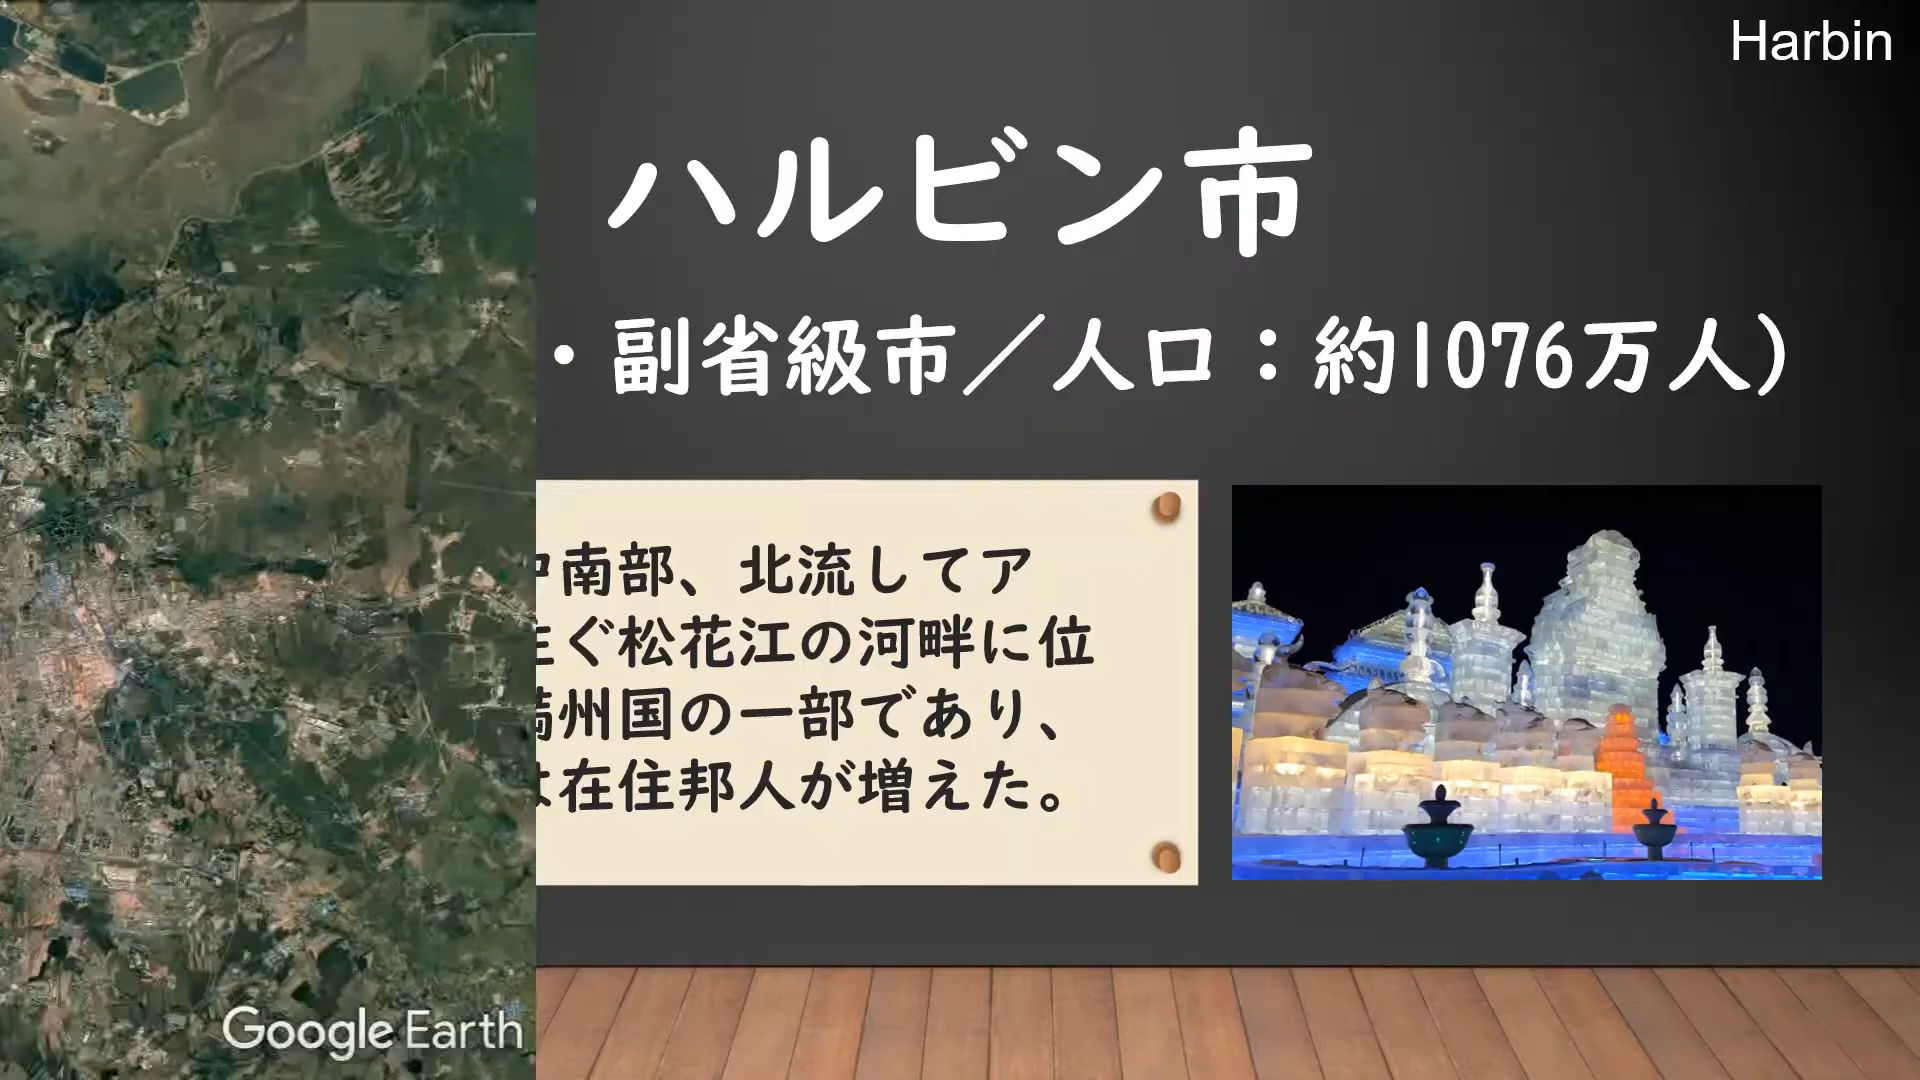 Harbin
ハルビン市
・副省級市／人口：約1076万人）
南部、北流してア
ぐ松花江の河畔に位
州国の一部であり、
在住邦人が増えた。
Google Earth